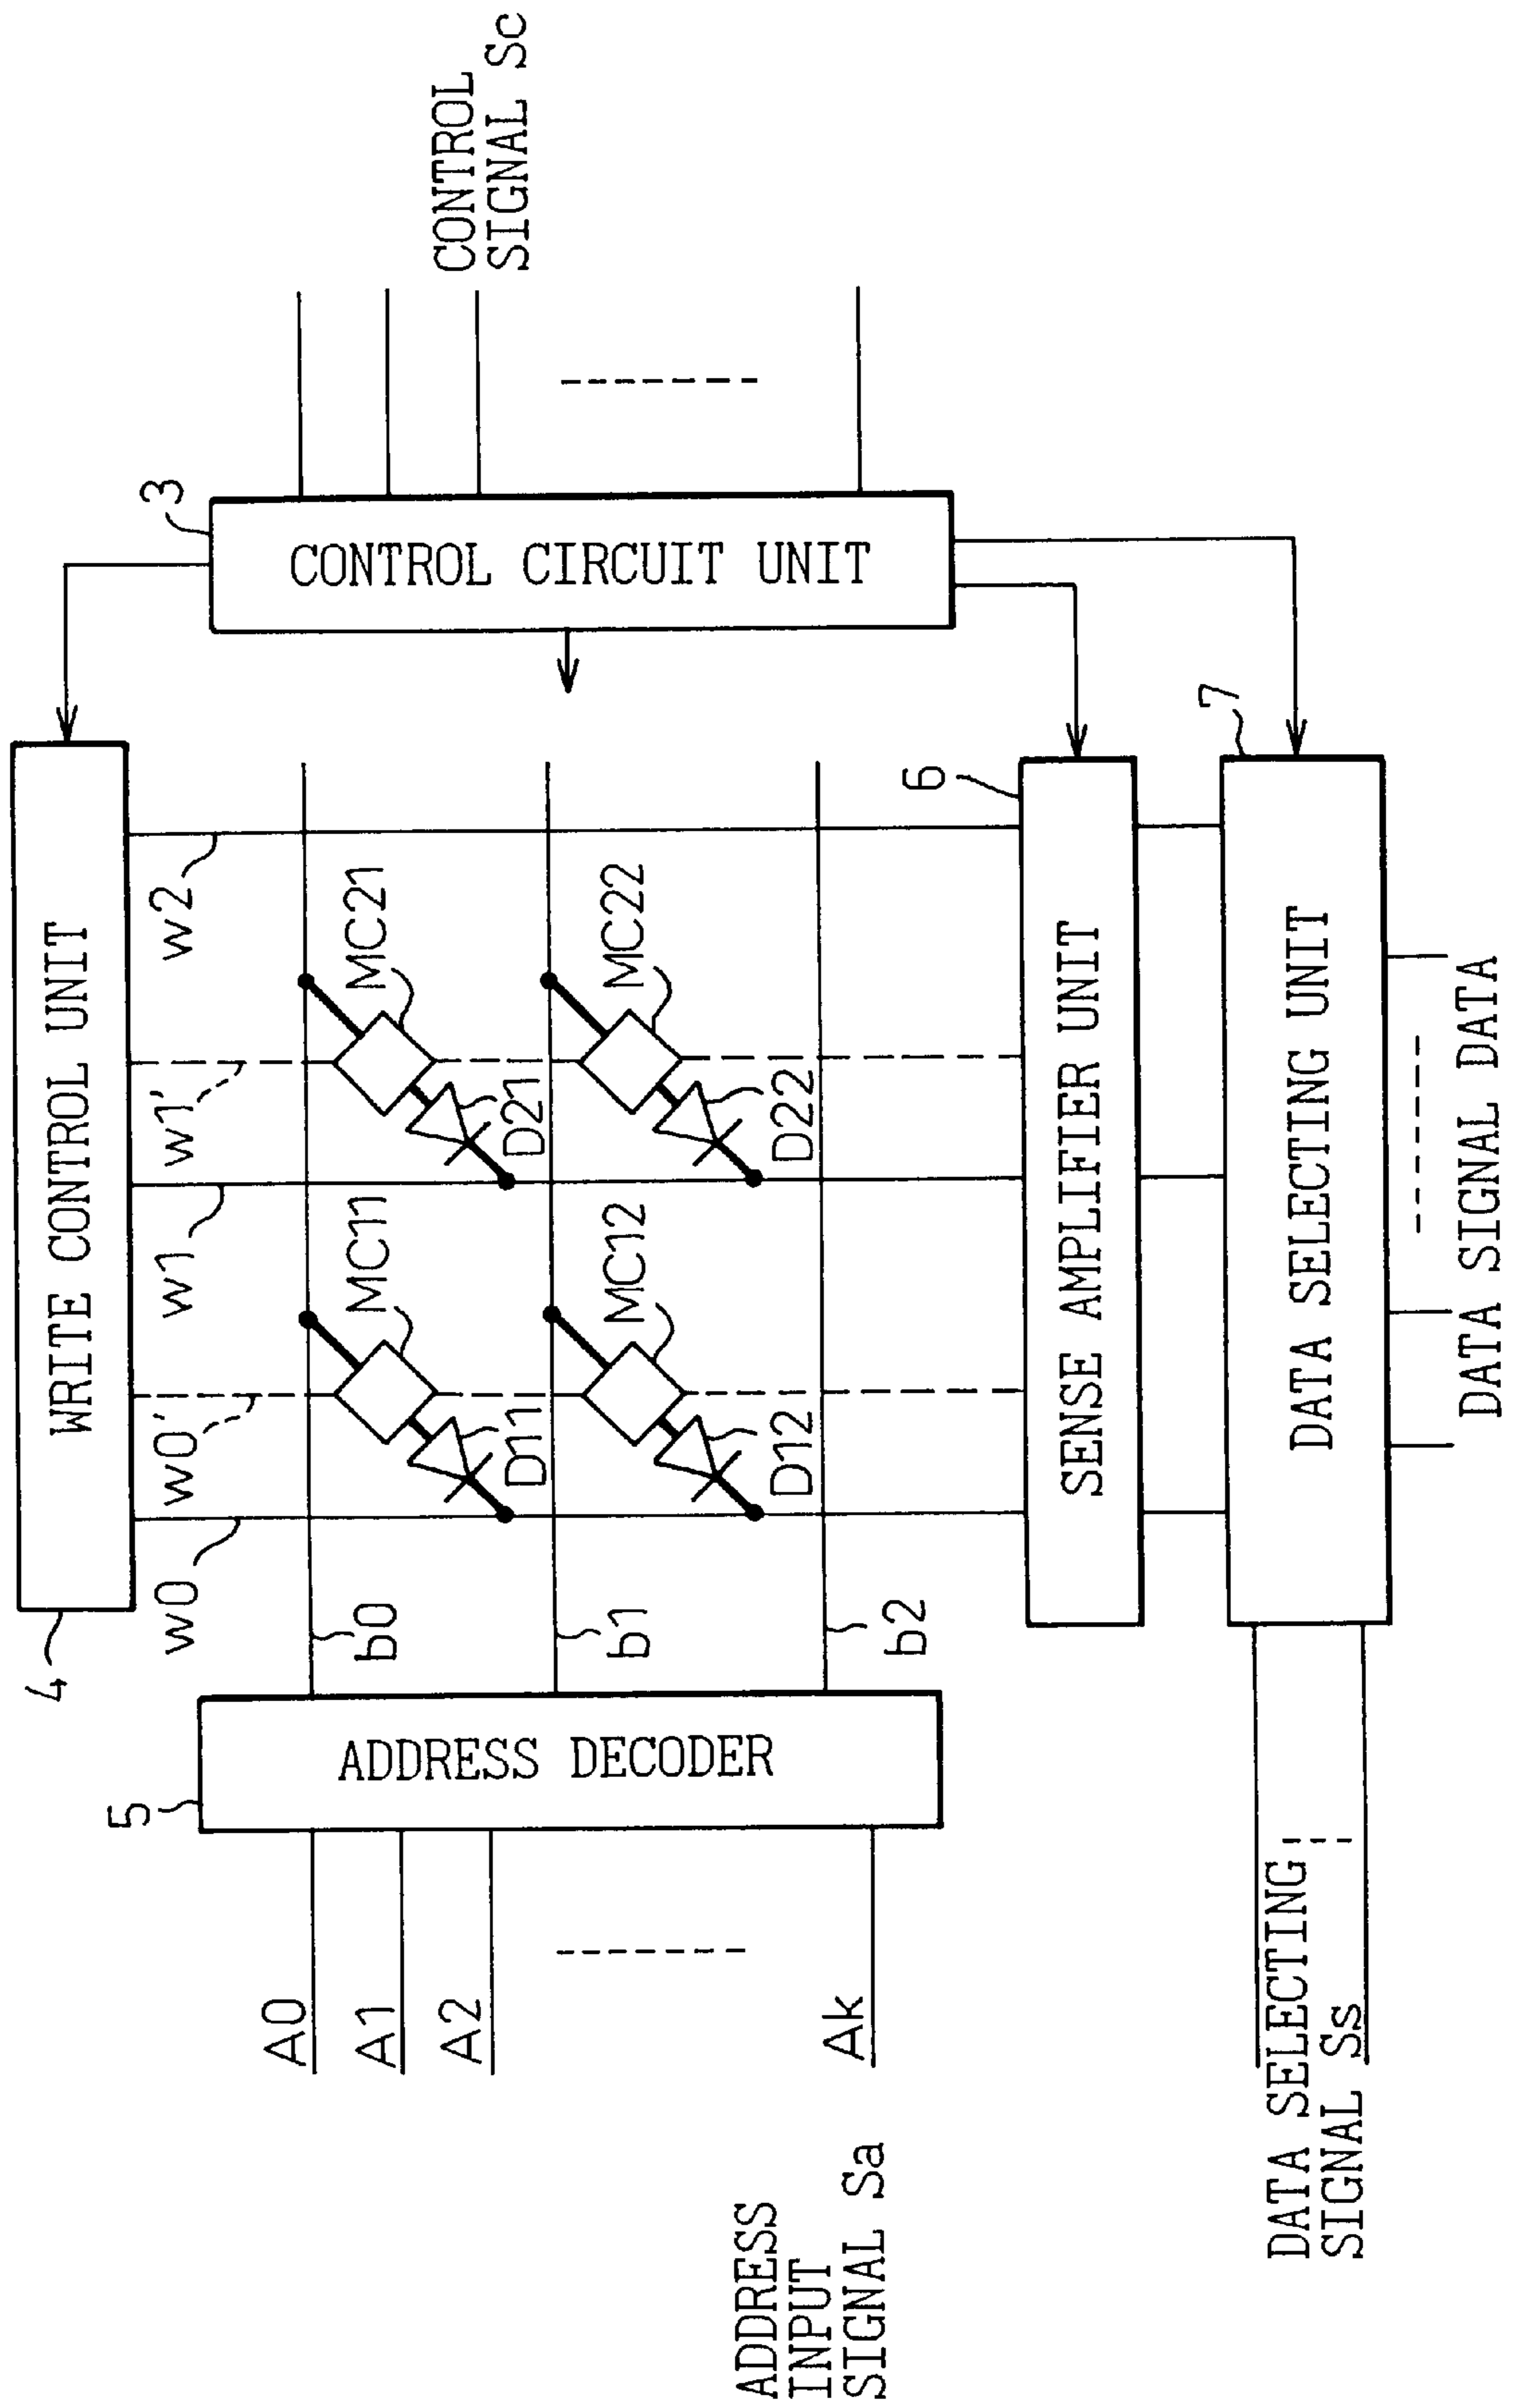 4
WRITE CONTROL UNIT
w0
w0'
w1
w1'
w2
3
CONTROL CIRCUIT UNIT
CONTROL
SIGNAL Sc
5
ADDRESS DECODER
A0
A1
A2
Ak
ADDRESS
INPUT
SIGNAL Sa
b0
b1
b2
MC11
MC21
D11
D21
MC12
MC22
D12
D22
6
SENSE AMPLIFIER UNIT
7
DATA SELECTING UNIT
DATA SELECTING
SIGNAL Ss
DATA SIGNAL DATA